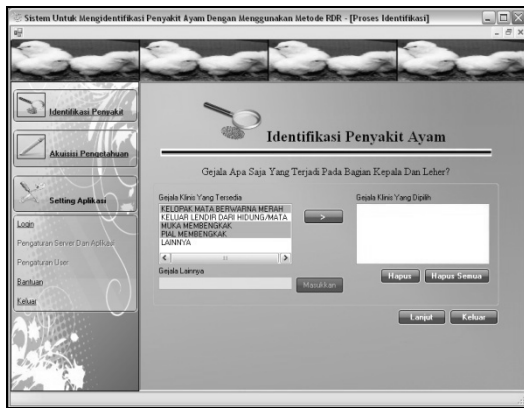 Sistem Untuk Mengidentifikasi Penyakit Ayam Dengan Menggunakan Metode RDR - [Proses Identifikasi]
Identifikasi Penyakit
Akuisisi Pengetahuan
Setting Aplikasi
Login
Pengaturan Server Dan Aplikasi
Pengaturan User
Bantuan
Keluar
Identifikasi Penyakit Ayam
Gejala Apa Saja Yang Terjadi Pada Bagian Kepala Dan Leher?
Gejala Klinis Yang Tersedia
KELOPAK MATA BERWARNA MERAH
KELUAR LENDIR DARI HIDUNG/MATA
MUKA MEMBENGKAK
PIAL MEMBENGKAK
LAINNYA
>
Gejala Klinis Yang Dipilih
Gejala Lainnya
Masukkan
Hapus Hapus Semua
Lanjut Keluar